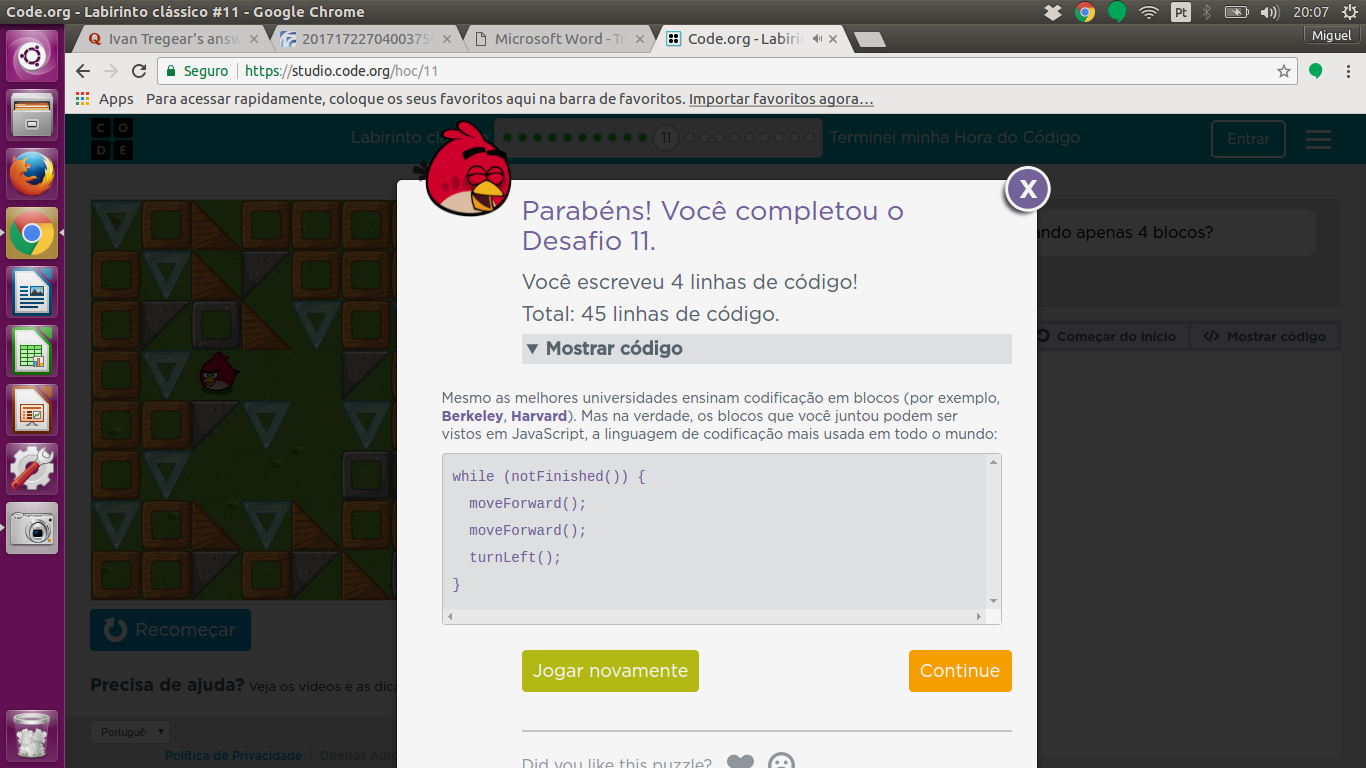 Code.org - Labirinto clássico #11 - Google Chrome
Pt
20:07
Ivan Tregear's answ
Microsoft Word - Tr
Code.org - Labirin
Miguel
Seguro
https://studio.code.org/hoc/11
Apps
Para acessar rapidamente, coloque os seus favoritos aqui na barra de favoritos. Importar favoritos agora…
C O
D E
Labirinto clá
11
Terminei minha Hora do Código
Entrar
X
Parabéns! Você completou o
Desafio 11.
ando apenas 4 blocos?
Você escreveu 4 linhas de código!
Total: 45 linhas de código.
Começar do início
Mostrar código
Mostrar código
Mesmo as melhores universidades ensinam codificação em blocos (por exemplo,
Berkeley, Harvard). Mas na verdade, os blocos que você juntou podem ser
vistos em JavaScript, a linguagem de codificação mais usada em todo o mundo:
while (notFinished()) {
moveForward();
moveForward();
turnLeft();
}
Recomeçar
Jogar novamente
Continue
Precisa de ajuda? Veja os vídeos e as dica
Portuguê
Política de Privacidade | Direitos Auto
Did you like this puzzle?